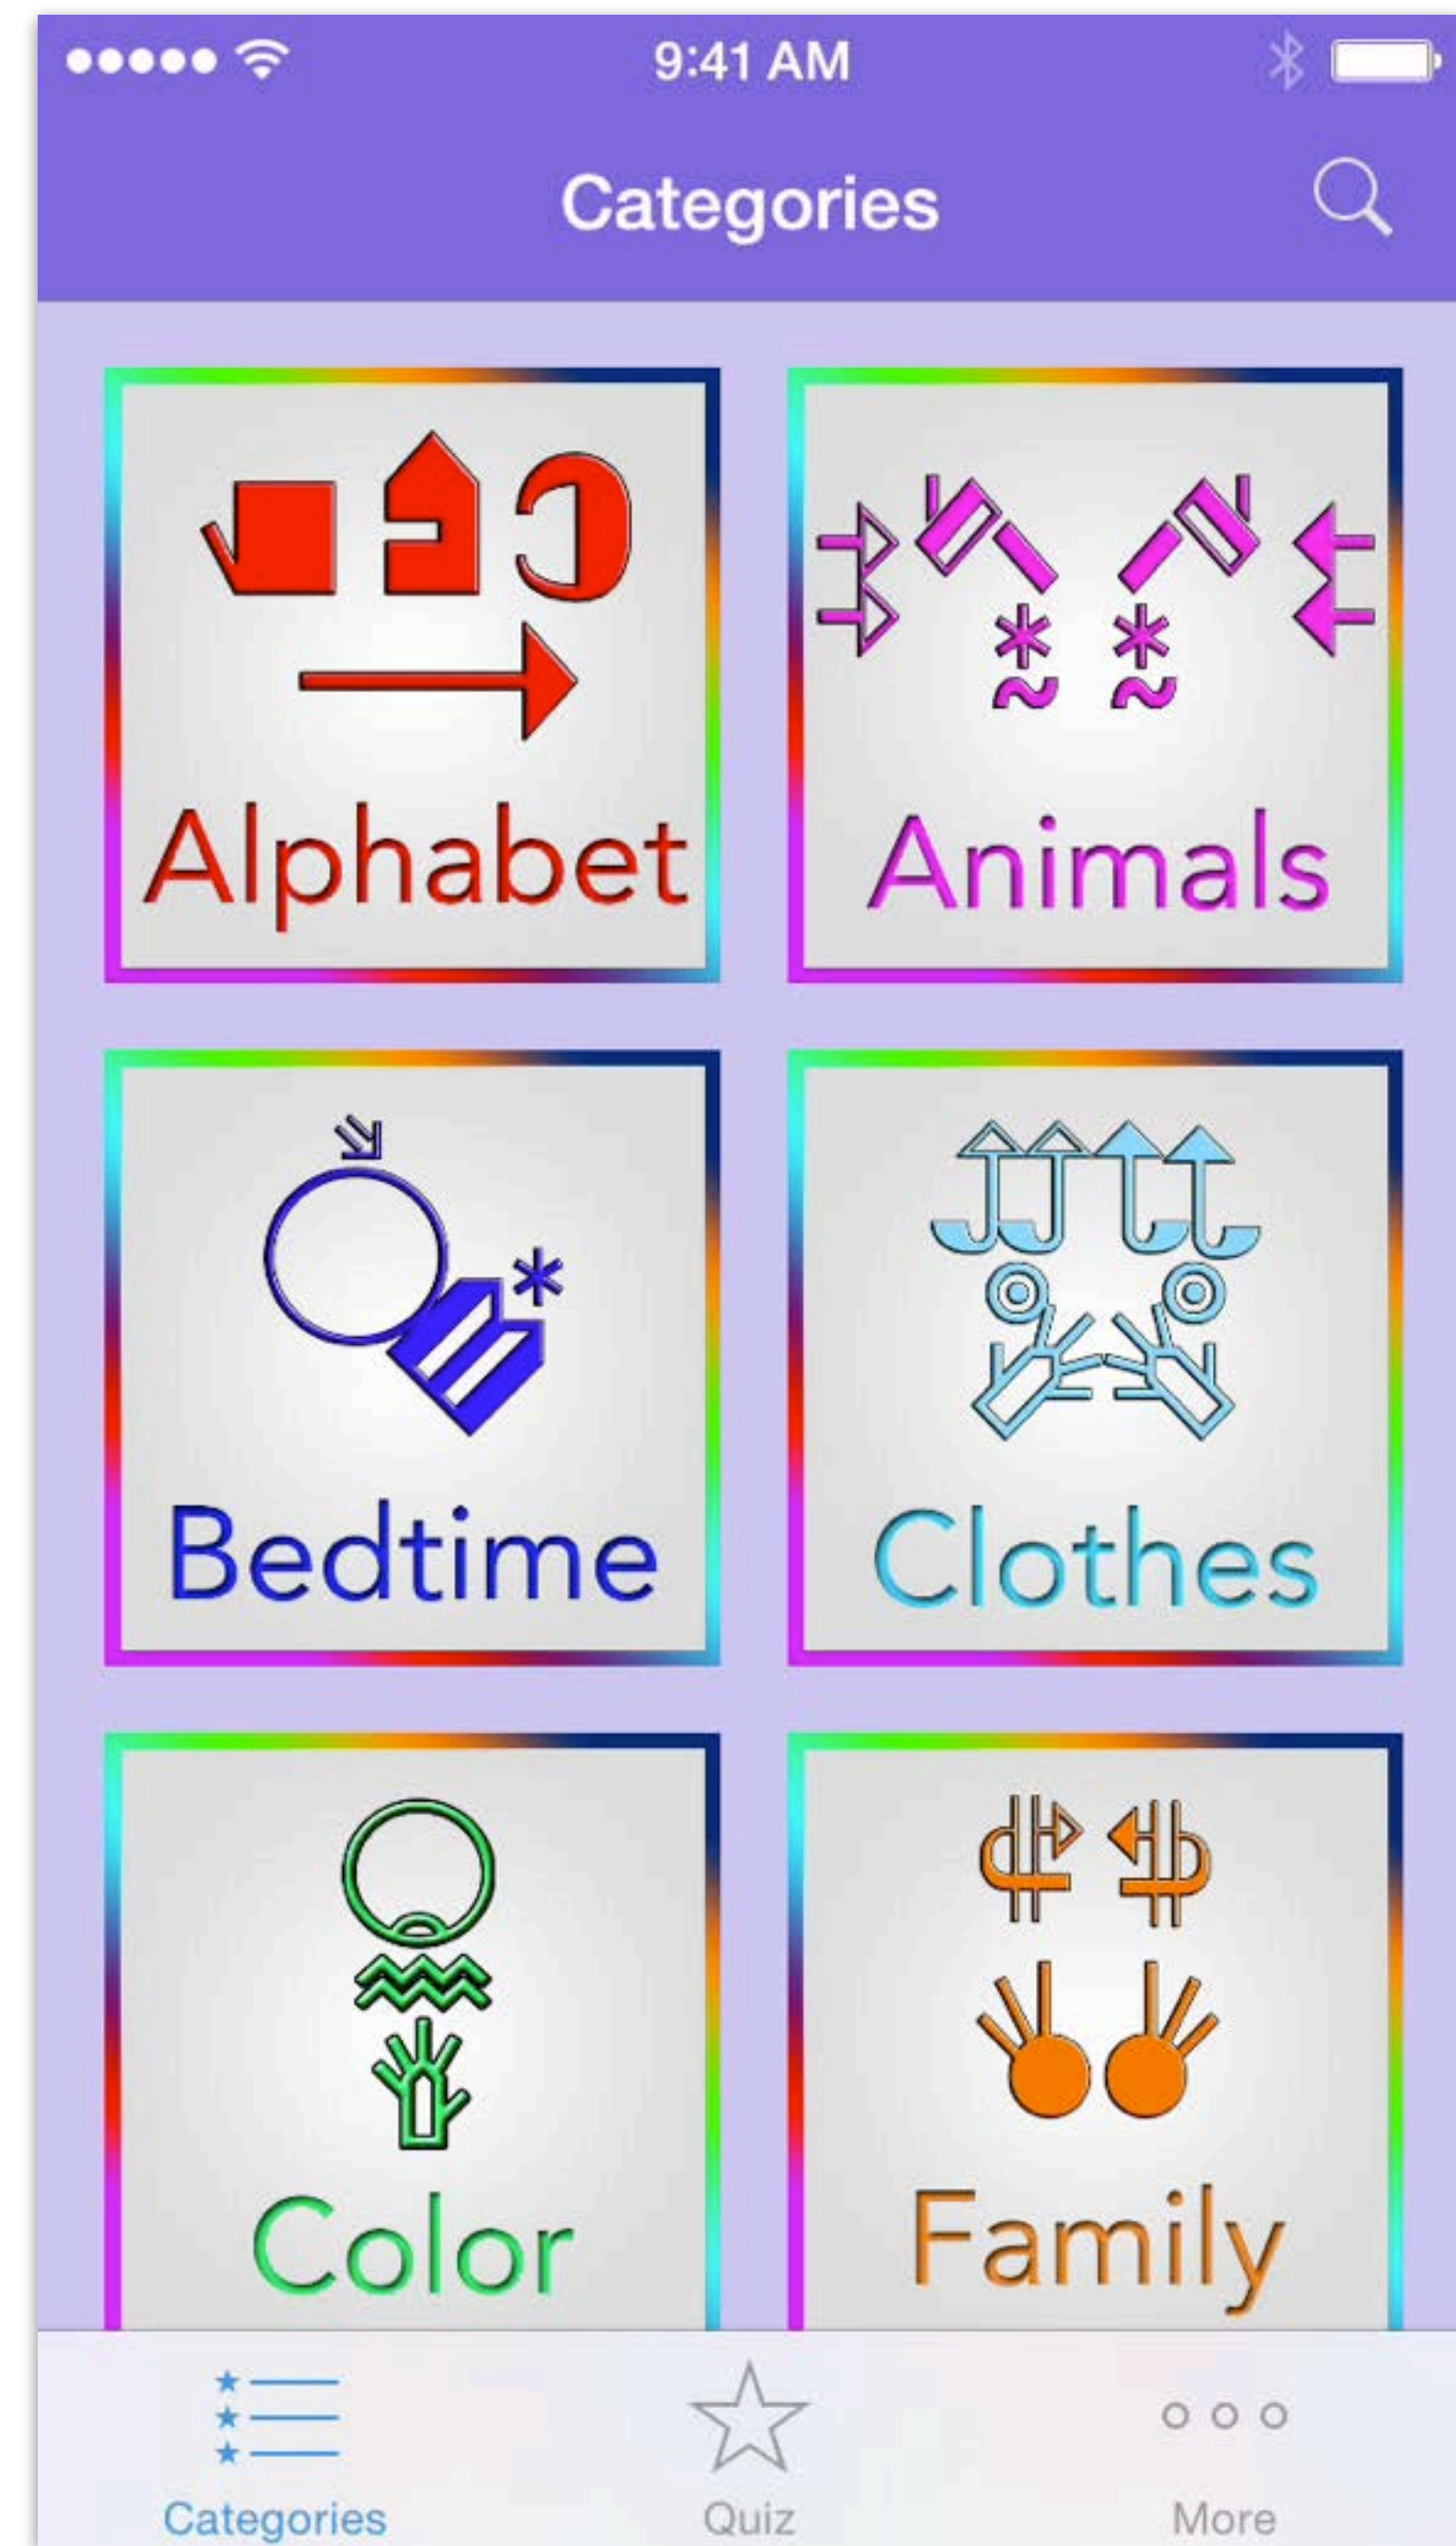 9:41 AM
Categories
Alphabet
Animals
Bedtime
Clothes
Color
Family
Categories
Quiz
More